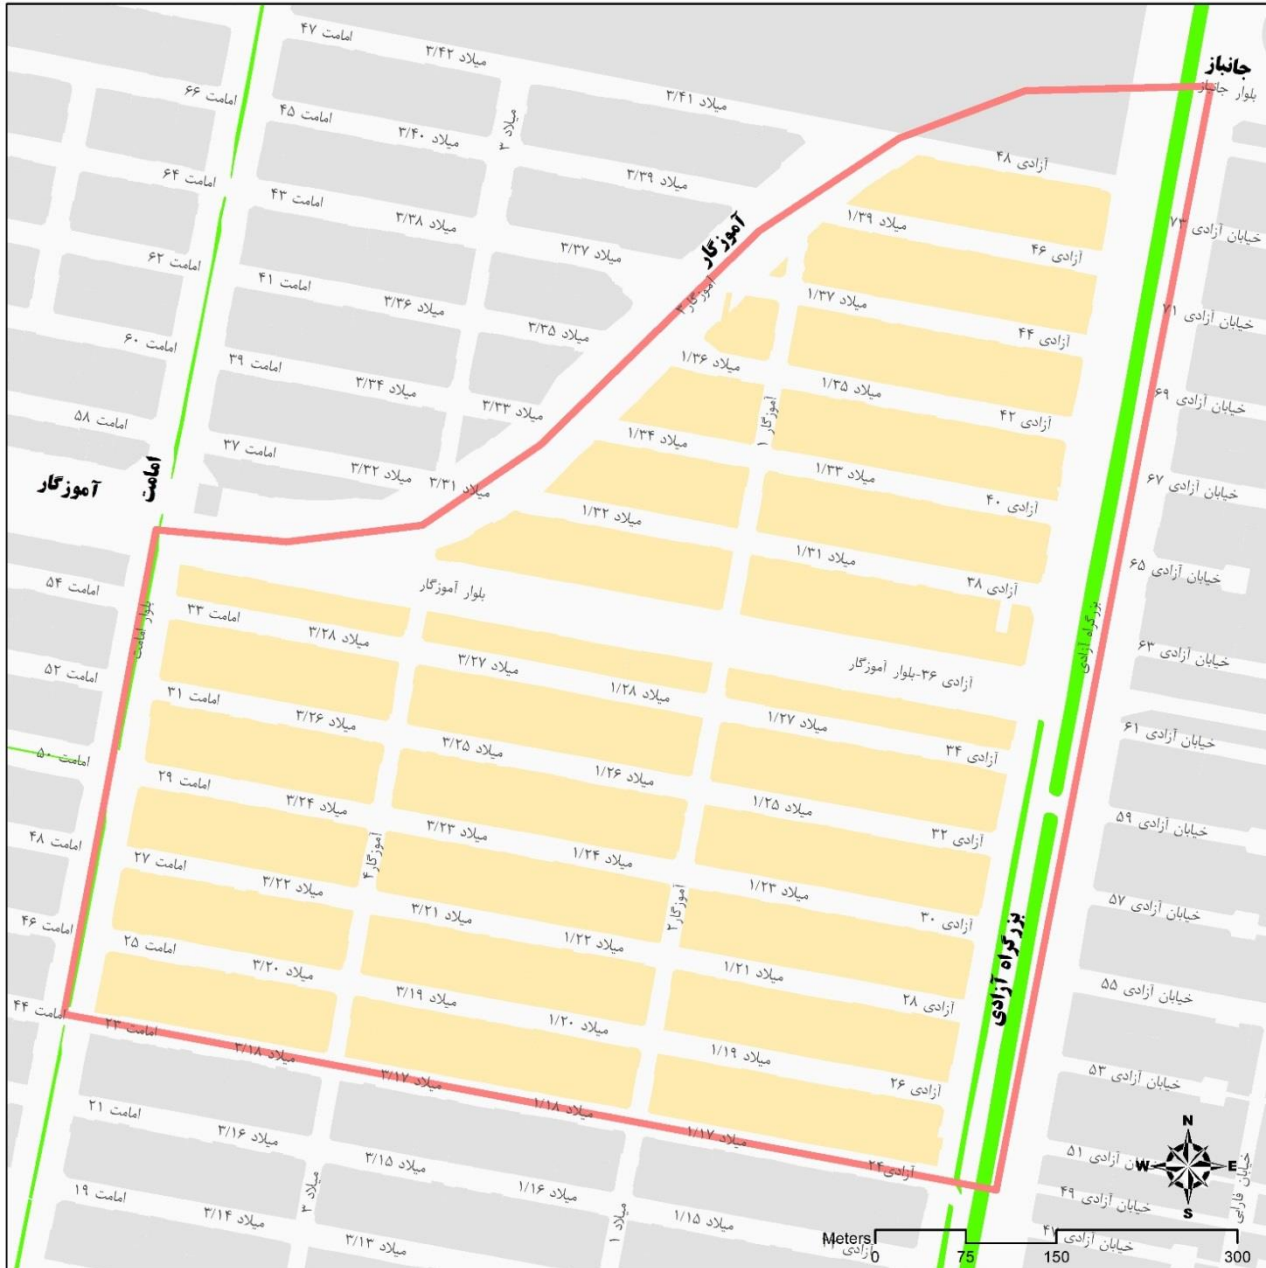 امامت ۴۷
میلاد ۳/۴۲
میلاد ۳/۴۱
جانباز
بلوار جانباز
امامت ۶۶
امامت ۴۵
میلاد ۳/۴۰
میلاد ۳
میلاد ۳/۳۹
آزادی ۴۸
امامت ۶۴
امامت ۴۳
میلاد ۳/۳۸
میلاد ۳/۳۷
آموزگار
میلاد ۱/۳۹
آزادی ۴۶
خیابان آزادی ۷۳
امامت ۶۲
امامت ۴۱
میلاد ۳/۳۶
میلاد ۳/۳۵
آموزگار ۳
میلاد ۱/۳۷
آزادی ۴۴
خیابان آزادی ۷۱
امامت ۶۰
امامت ۳۹
میلاد ۳/۳۴
میلاد ۳/۳۳
میلاد ۱/۳۶
میلاد ۱/۳۵
آزادی ۴۲
خیابان آزادی ۶۹
امامت ۵۸
امامت ۳۷
میلاد ۳/۳۲
میلاد ۳/۳۱
میلاد ۱/۳۴
آموزگار ۱
میلاد ۱/۳۳
آزادی ۴۰
خیابان آزادی ۶۷
آموزگار
امامت
میلاد ۱/۳۲
میلاد ۱/۳۱
آزادی ۳۸
خیابان آزادی ۶۵
امامت ۵۴
بلوار امامت
امامت ۳۳
میلاد ۳/۲۸
بلوار آموزگار
میلاد ۳/۲۷
میلاد ۱/۲۸
آزادی ۳۶-بلوار آموزگار
بزرگراه آزادی
خیابان آزادی ۶۳
امامت ۵۲
امامت ۳۱
میلاد ۳/۲۶
میلاد ۳/۲۵
میلاد ۱/۲۶
میلاد ۱/۲۷
آزادی ۳۴
خیابان آزادی ۶۱
امامت ۵۰
امامت ۲۹
میلاد ۳/۲۴
میلاد ۳/۲۳
میلاد ۱/۲۴
میلاد ۱/۲۵
آزادی ۳۲
خیابان آزادی ۵۹
امامت ۴۸
امامت ۲۷
میلاد ۳/۲۲
آموزگار ۴
میلاد ۳/۲۱
میلاد ۱/۲۲
آموزگار ۲
میلاد ۱/۲۳
آزادی ۳۰
خیابان آزادی ۵۷
امامت ۴۶
امامت ۲۵
میلاد ۳/۲۰
میلاد ۳/۱۹
میلاد ۱/۲۰
میلاد ۱/۲۱
آزادی ۲۸
بزرگراه آزادی
خیابان آزادی ۵۵
امامت ۴۴
امامت ۲۳
میلاد ۳/۱۸
میلاد ۳/۱۷
میلاد ۱/۱۸
میلاد ۱/۱۹
آزادی ۲۶
خیابان آزادی ۵۳
امامت ۲۱
میلاد ۳/۱۶
میلاد ۳/۱۵
میلاد ۱/۱۶
میلاد ۱/۱۷
آزادی۲۴
خیابان آزادی ۵۱
N
W E
S
امامت ۱۹
میلاد ۳/۱۴
میلاد ۳
میلاد ۳/۱۳
میلاد ۱
میلاد ۱/۱۵
آزادی
خیابان آزادی ۴۹
خیابان آزادی ۴۷
خیابان فارابی
Meters
0 75 150 300